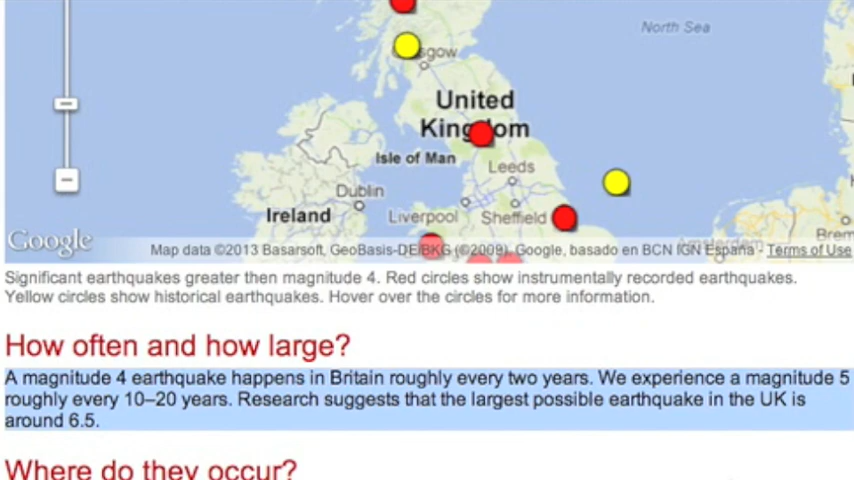 North Sea
sgow
United
Kingdom
Isle of Man
Leeds
Dublin
Ireland
Liverpool
Sheffield
Google
Map data ©2013 Basarsoft, GeoBasis-DE/BKG (©2009), Google, basado en BCN IGN España - Terms of Use
Significant earthquakes greater then magnitude 4. Red circles show instrumentally recorded earthquakes.
Yellow circles show historical earthquakes. Hover over the circles for more information.
How often and how large?
A magnitude 4 earthquake happens in Britain roughly every two years. We experience a magnitude 5
roughly every 10–20 years. Research suggests that the largest possible earthquake in the UK is
around 6.5.
Where do they occur?